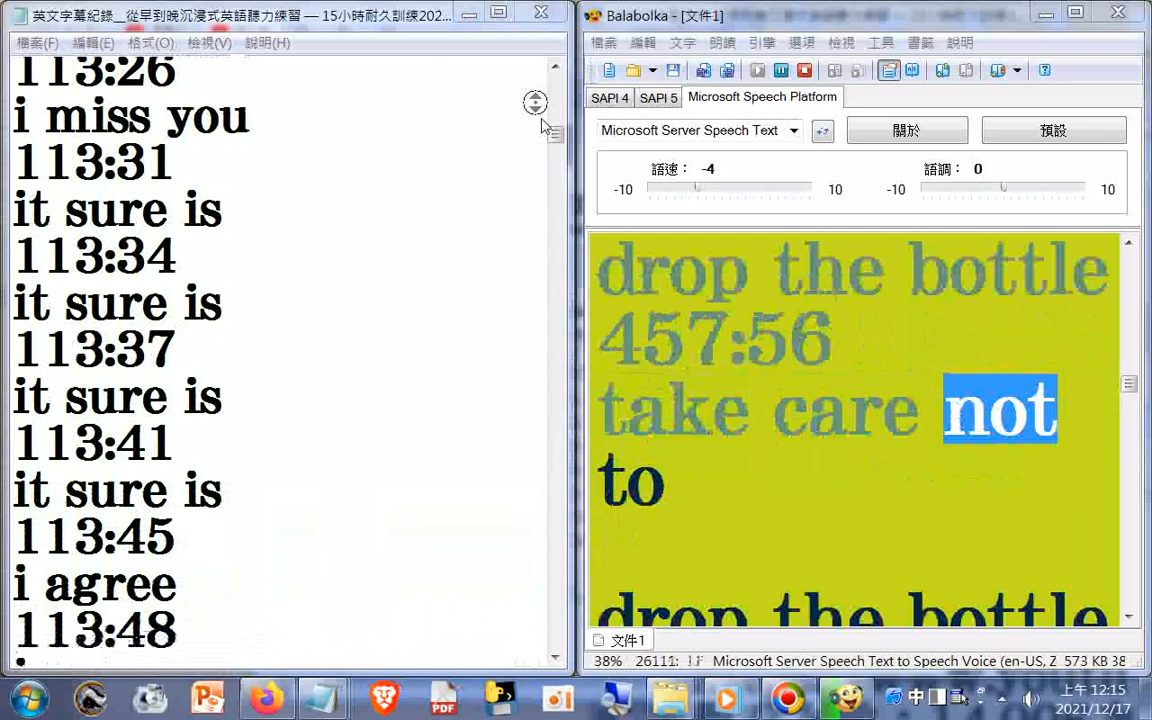 英文字幕紀錄__從早到晚沉浸式英語聽力練習 — 15小時耐久訓練202...
檔案(F) 編輯(E) 格式(O) 檢視(V) 說明(H)
113:26
i miss you
113:31
it sure is
113:34
it sure is
113:37
it sure is
113:41
it sure is
113:45
i agree
113:48
Balabolka - [文件1]
檔案 編輯 文字 朗讀 引擎 選項 檢視 工具 書籤 說明
SAPI 4 SAPI 5 Microsoft Speech Platform
Microsoft Server Speech Text 關於 預設
語速： -4 語調： 0
-10 10 -10 10
drop the bottle
457:56
take care not
to
drop the bottle
文件1
38% 26111: Microsoft Server Speech Text to Speech Voice (en-US, Z 573 KB 38
PDF
中
上午 12:15
2021/12/17